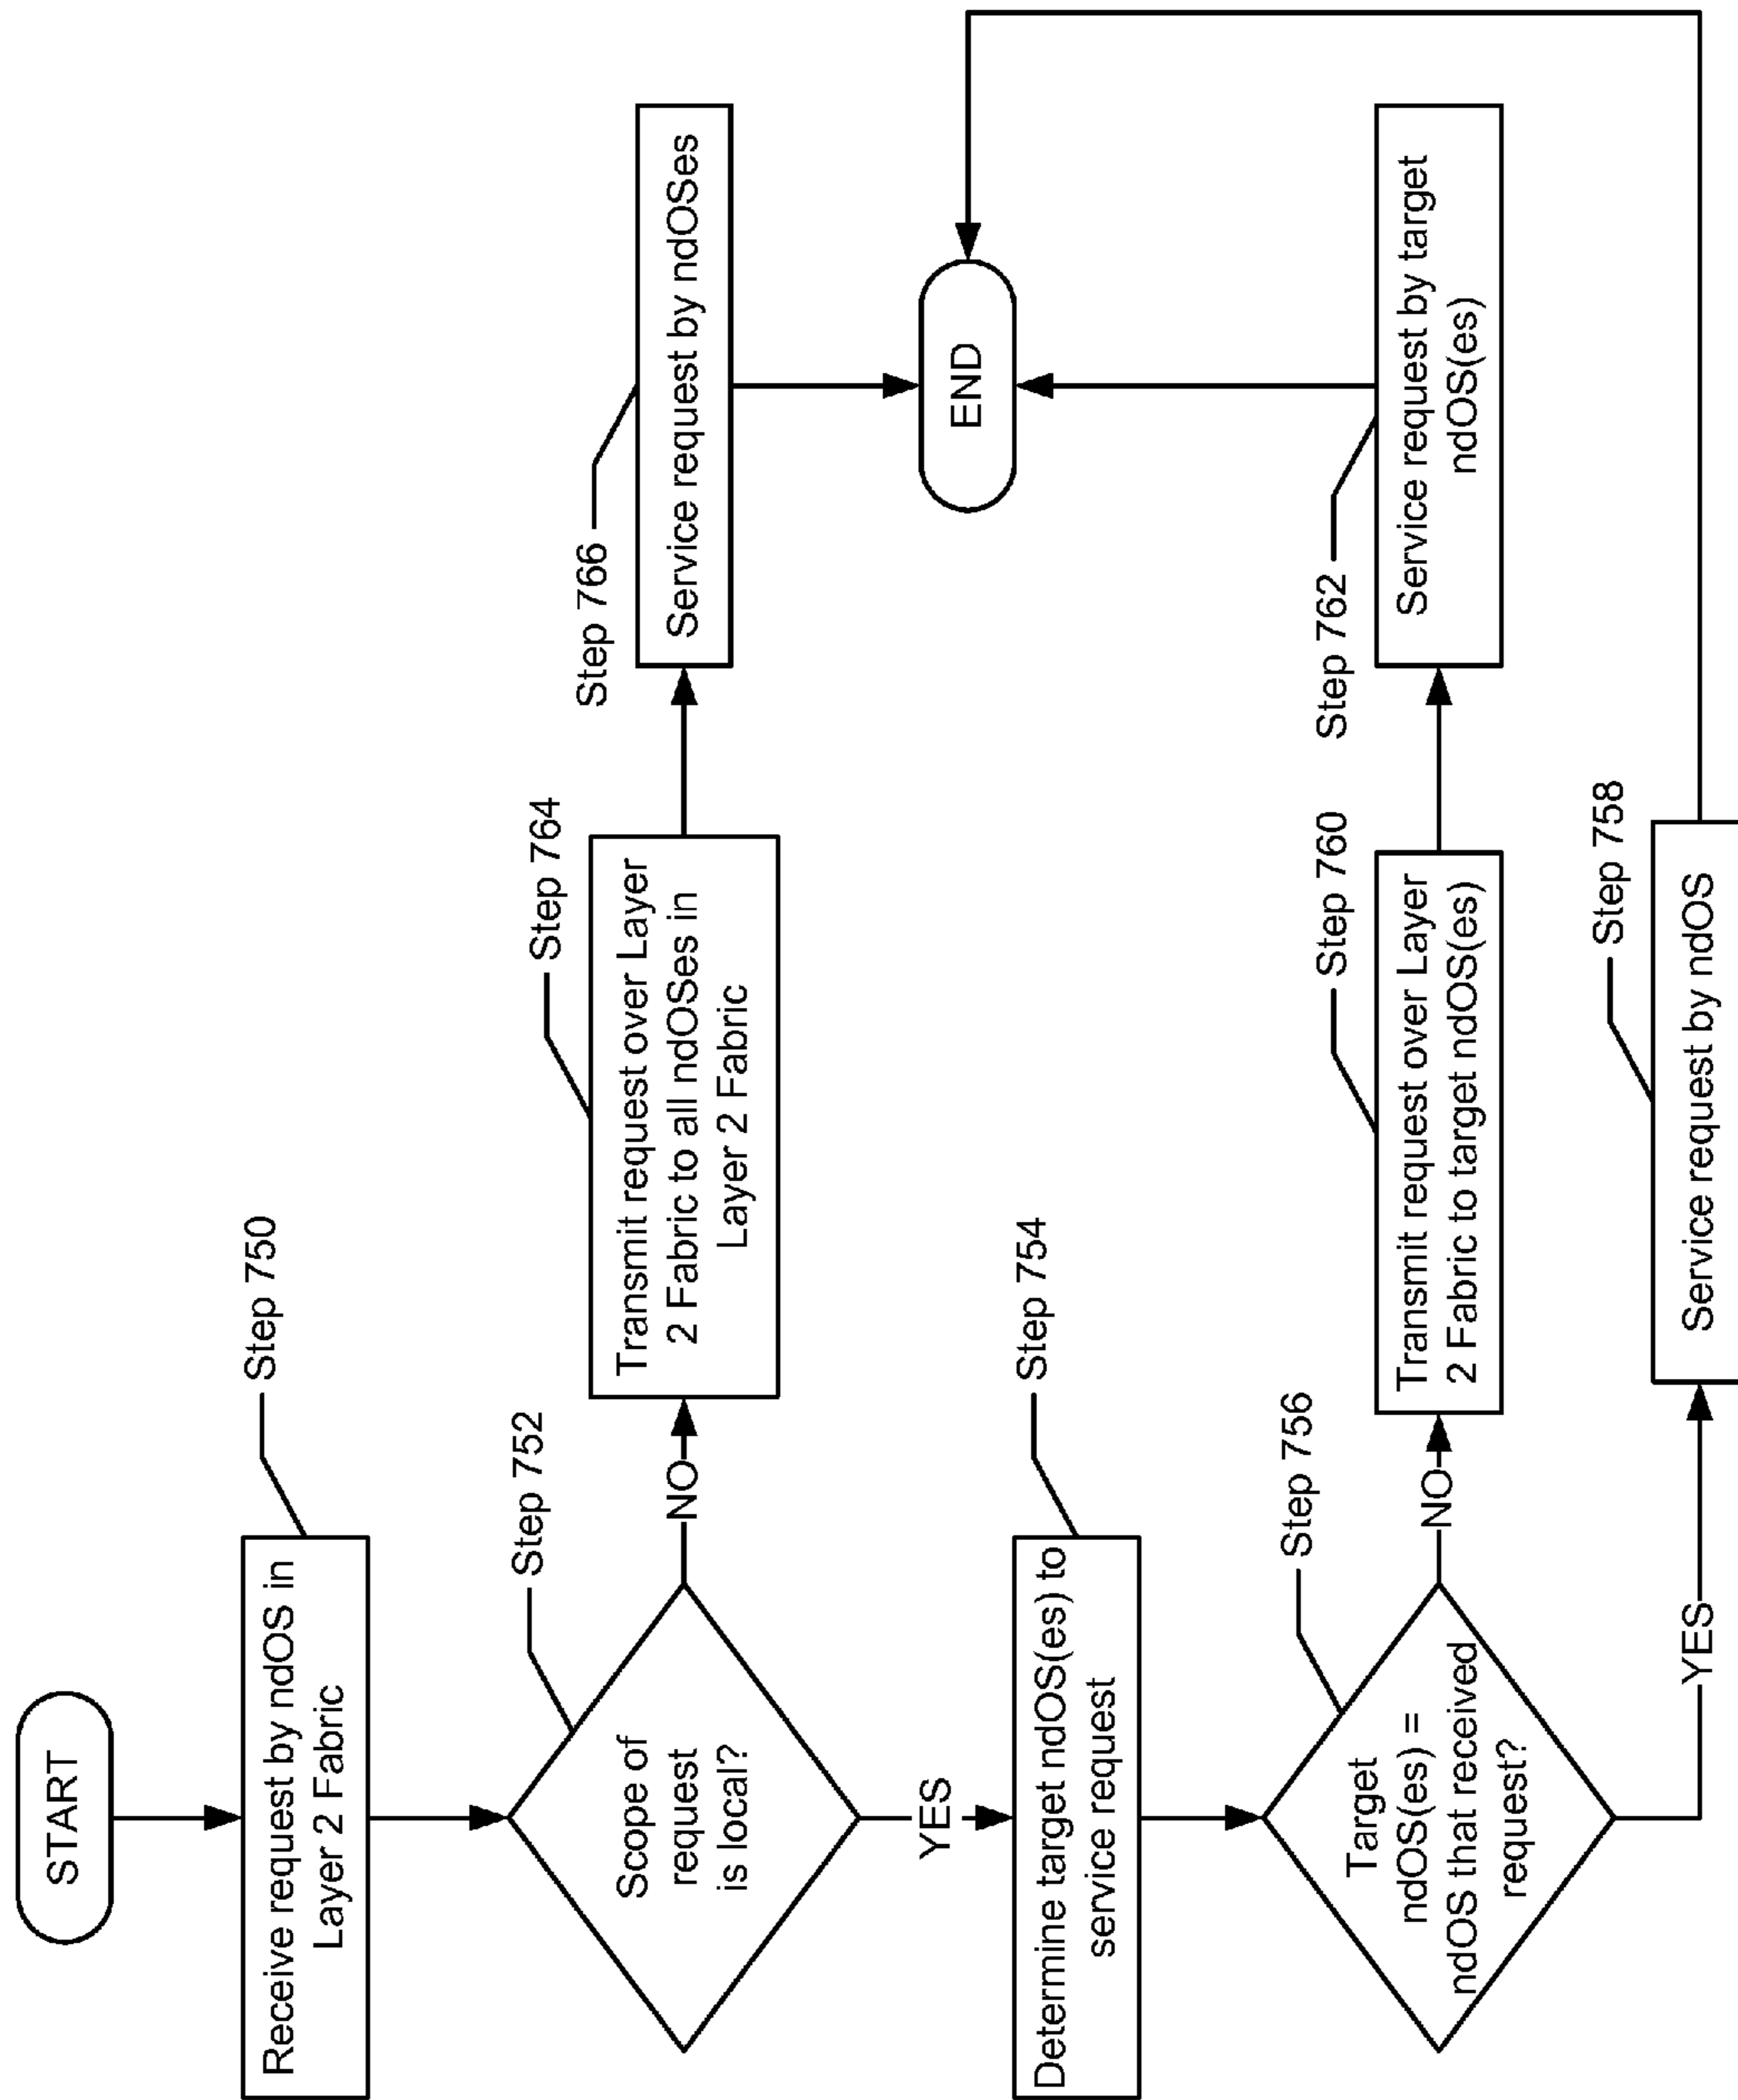 START
Step 750
Receive request by ndOS in
Layer 2 Fabric
Step 752
Scope of
request
is local?
NO
Step 764
Transmit request over Layer
2 Fabric to all ndOSes in
Layer 2 Fabric
Step 766
Service request by ndOSes
YES
Step 754
Determine target ndOS(es) to
service request
END
Step 756
Target
ndOS(es) =
ndOS that received
request?
NO
Step 760
Transmit request over Layer
2 Fabric to target ndOS(es)
Step 762
Service request by target
ndOS(es)
YES
Step 758
Service request by ndOS